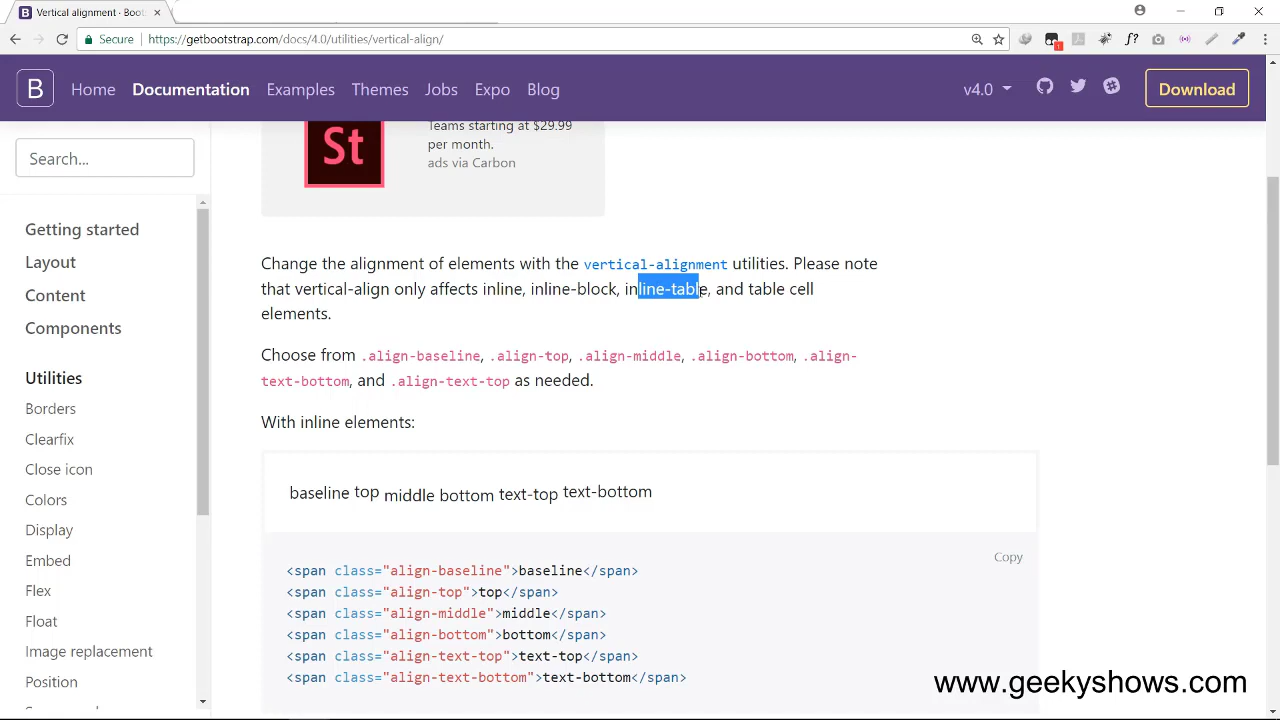 Vertical alignment · Boo
Secure
https://getbootstrap.com/docs/4.0/utilities/vertical-align/
B
Home
Documentation
Examples
Themes
Jobs
Expo
Blog
v4.0
Download
Search...
Getting started
Layout
Content
Components
Utilities
Borders
Clearfix
Close icon
Colors
Display
Embed
Flex
Float
Image replacement
Position
St
Teams starting at $29.99
per month.
ads via Carbon
Change the alignment of elements with the vertical-alignment utilities. Please note
that vertical-align only affects inline, inline-block, inline-table, and table cell
elements.
Choose from .align-baseline, .align-top, .align-middle, .align-bottom, .align-
text-bottom, and .align-text-top as needed.
With inline elements:
baseline top middle bottom text-top text-bottom
Copy
<span class="align-baseline">baseline</span>
<span class="align-top">top</span>
<span class="align-middle">middle</span>
<span class="align-bottom">bottom</span>
<span class="align-text-top">text-top</span>
<span class="align-text-bottom">text-bottom</span>
www.geekyshows.com